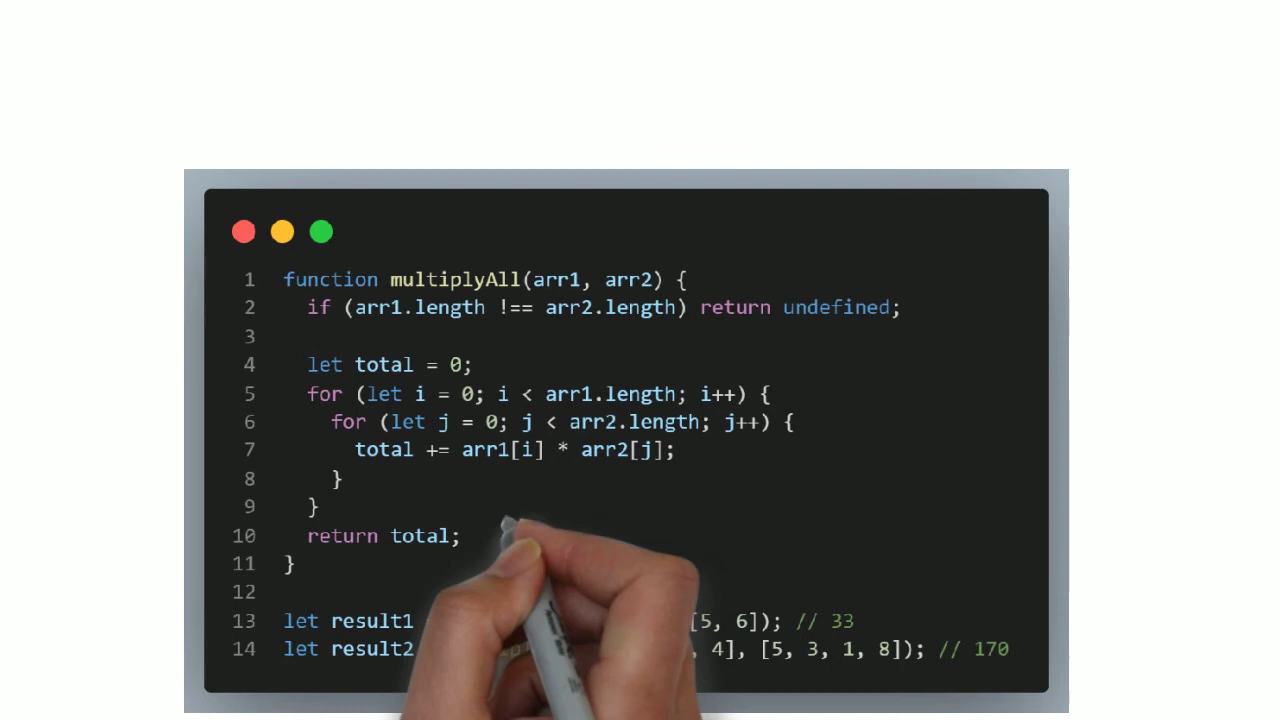 1 function multiplyAll(arr1, arr2) {
2 if (arr1.length !== arr2.length) return undefined;
3
4 let total = 0;
5 for (let i = 0; i < arr1.length; i++) {
6 for (let j = 0; j < arr2.length; j++) {
7 total += arr1[i] * arr2[j];
8 }
9 }
10 return total;
11 }
12
13 let result1 [5, 6]); // 33
14 let result2 , 4], [5, 3, 1, 8]); // 170